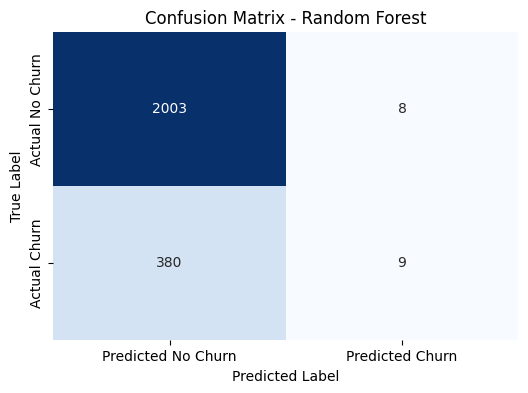 Confusion Matrix - Random Forest
True Label
Actual No Churn
2003
8
Actual Churn
380
9
Predicted No Churn
Predicted Churn
Predicted Label